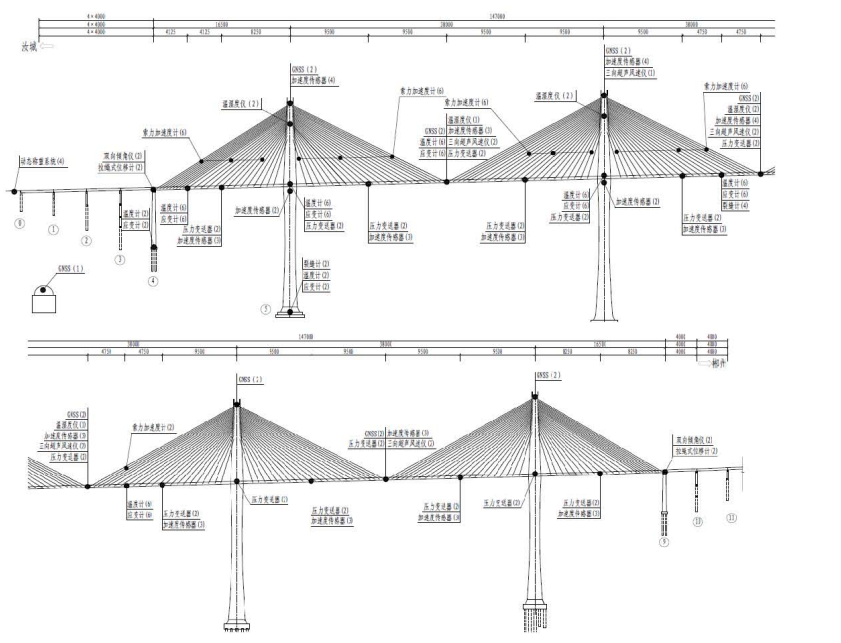 4×4000
147000
4×4000
16500
38000
38000
4×4000
4125
4125
8250
9500
9500
9500
9500
4750
4750
汝城
GNSS(2)
加速度传感器(4)
GNSS(2)
加速度传感器(4)
三向超声风速仪(1)
温湿度仪(2)
索力加速度计(6)
索力加速度计(6)
温湿度仪(2)
索力加速度计(6)
GNSS(2)
温湿度仪(2)
加速度传感器(4)
三向超声风速仪(2)
压力变送器(2)
索力加速度计(6)
温湿度仪(1)
GNSS(2)
加速度传感器(3)
温度计(6)
三向超声风速仪(2)
应变计(6)
压力变送器(2)
动态称重系统(4)
双向倾角仪(2)
拉绳式位移计(2)
温度计(2)
应变计(2)
温度计(6)
应变计(6)
压力变送器(2)
加速度传感器(3)
加速度传感器(2)
温度计(6)
应变计(6)
压力变送器(2)
压力变送器(2)
加速度传感器(3)
压力变送器(2)
加速度传感器(3)
温度计(6)
应变计(6)
压力变送器(2)
加速度传感器(2)
压力变送器(2)
加速度传感器(3)
温度计(6)
应变计(6)
裂缝计(4)
0
1
2
3
4
GNSS(1)
裂缝计(2)
温度计(2)
应变计(2)
5
147000
4000
4000
38000
38000
16500
4000
4000
4750
4750
9500
9500
9500
9500
8250
8250
4000
4000
GNSS(2)
GNSS(2)
GNSS(2)
温湿度仪(3)
加速度传感器(3)
三向超声风速仪(3)
压力变送器(2)
索力加速度计(2)
GNSS(2)
加速度传感器(3)
压力变送器(2)
三向超声风速仪(2)
双向倾角仪(2)
拉绳式位移计(2)
温度计(6)
应变计(6)
压力变送器(2)
加速度传感器(3)
压力变送器(2)
加速度传感器(3)
压力变送器(2)
加速度传感器(3)
压力变送器(2)
压力变送器(2)
加速度传感器(3)
9
10
11